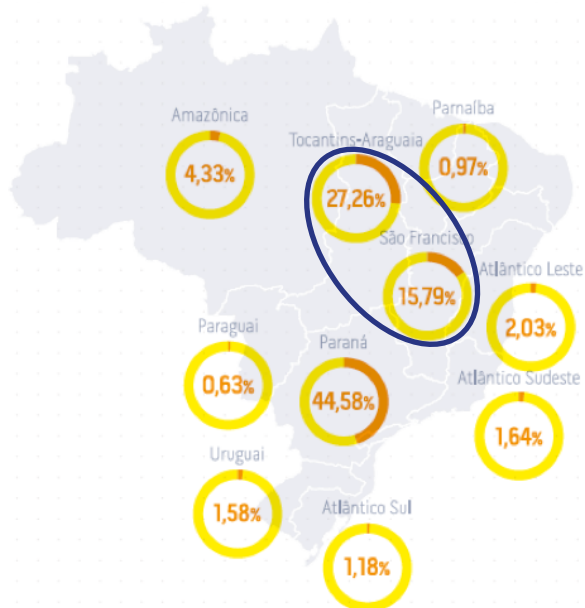 Amazônica
4,33%
Parnaíba
0,97%
Tocantins-Araguaia
27,26%
São Francisco
15,79%
Atlântico Leste
2,03%
Paraguai
0,63%
Paraná
44,58%
Atlântico Sudeste
1,64%
Uruguai
1,58%
Atlântico Sul
1,18%